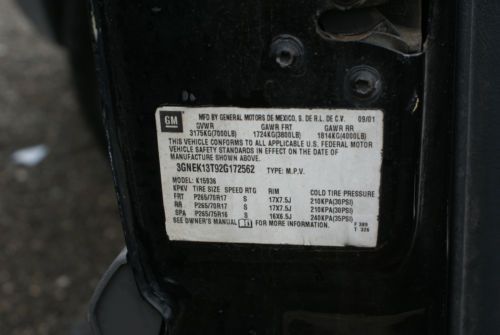 GM
MFD BY GENERAL MOTORS DE MEXICO, S. DE R.L. DE C.V. 09/01
GVWR GAWR FRT GAWR RR
3175KG(7000LB) 1724KG(3800LB) 1814KG(4000LB)
THIS VEHICLE CONFORMS TO ALL APPLICABLE U.S. FEDERAL MOTOR
VEHICLE SAFETY STANDARDS IN EFFECT ON THE DATE OF
MANUFACTURE SHOWN ABOVE.
3GNEK13T92G172562 TYPE: M.P.V.
MODEL: K15936
KPKV TIRE SIZE SPEED RTG RIM COLD TIRE PRESSURE
FRT P265/70R17 S 17X7.5J 210KPA(30PSI)
RR P265/70R17 S 17X7.5J 210KPA(30PSI)
SPA P265/75R16 S 16X6.5J 240KPA(35PSI)
SEE OWNER'S MANUAL FOR MORE INFORMATION.